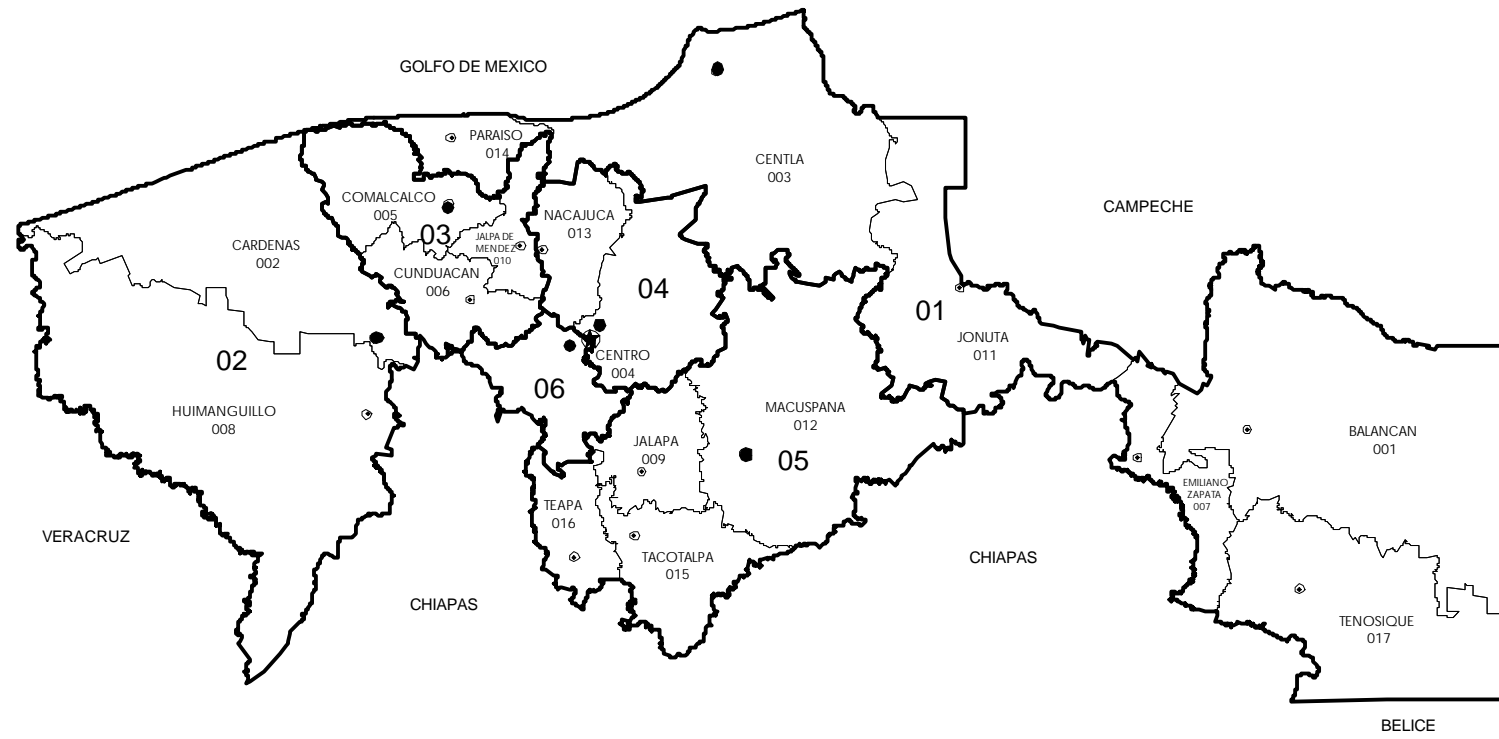 GOLFO DE MEXICO
PARAISO
014
CENTLA
003
COMALCALCO
005
NACAJUCA
013
CAMPECHE
03
JALPA DE
MENDEZ
010
CARDENAS
002
CUNDUACAN
006
04
01
JONUTA
011
CENTRO
004
02
06
HUIMANGUILLO
008
MACUSPANA
012
JALAPA
009
05
BALANCAN
001
EMILIANO
ZAPATA
007
TEAPA
016
VERACRUZ
TACOTALPA
015
CHIAPAS
CHIAPAS
TENOSIQUE
017
BELICE